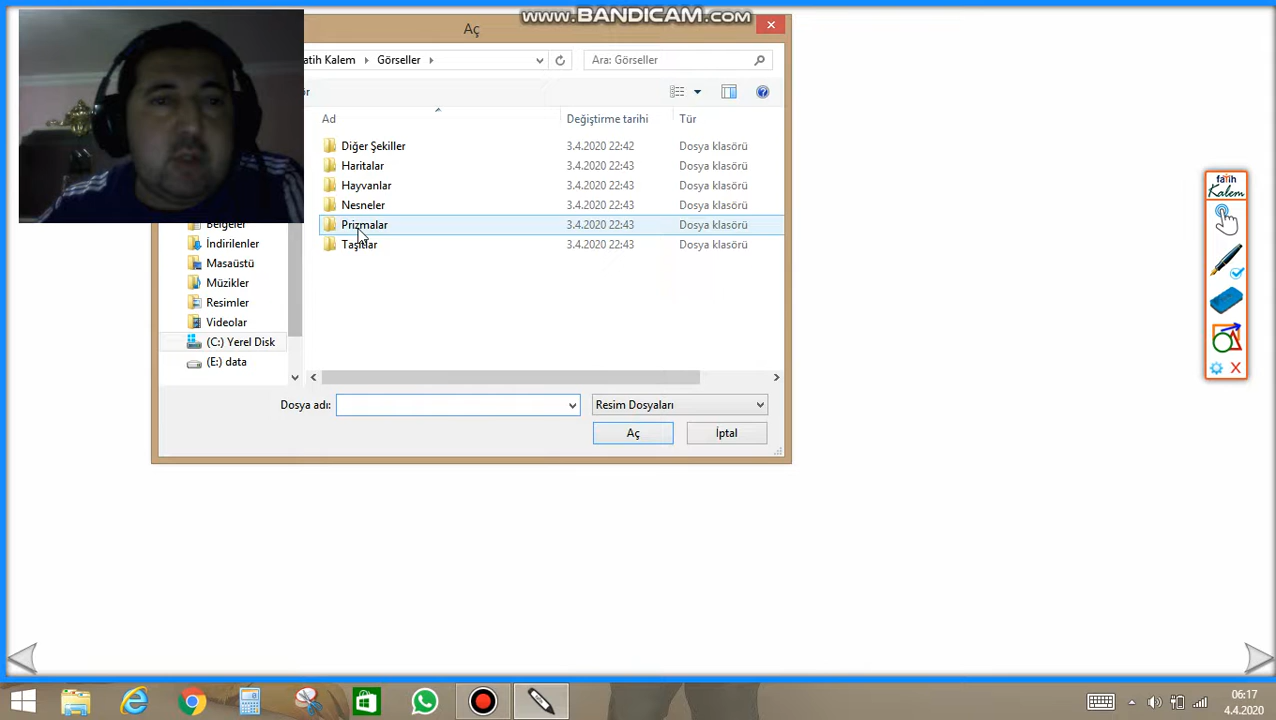 www.BANDICAM.com
Aç
atih Kalem
Görseller
Ara: Görseller
ör
Ad
Değiştirme tarihi
Tür
Diğer Şekiller
3.4.2020 22:42
Dosya klasörü
Haritalar
3.4.2020 22:43
Dosya klasörü
Hayvanlar
3.4.2020 22:43
Dosya klasörü
Nesneler
3.4.2020 22:43
Dosya klasörü
Prizmalar
3.4.2020 22:43
Dosya klasörü
Taşıtlar
3.4.2020 22:43
Dosya klasörü
Belgeler
İndirilenler
Masaüstü
Müzikler
Resimler
Videolar
(C:) Yerel Disk
(E:) data
Dosya adı:
Resim Dosyaları
Aç
İptal
fatih
Kalem
06:17
4.4.2020